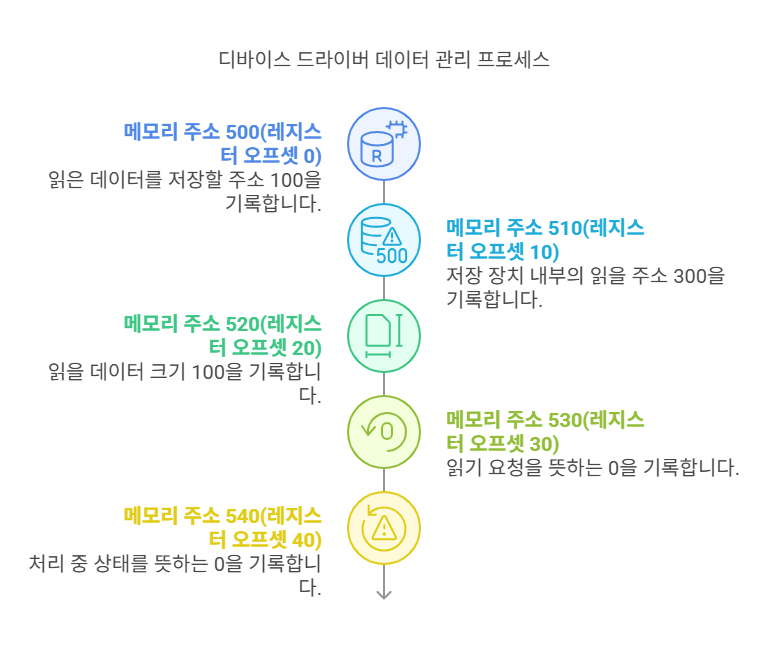 디바이스 드라이버 데이터 관리 프로세스
메모리 주소 500(레지스
터 오프셋 0)
읽은 데이터를 저장할 주소 100을
기록합니다.
R
메모리 주소 510(레지스
터 오프셋 10)
저장 장치 내부의 읽을 주소 300을
기록합니다.
500
메모리 주소 520(레지스
터 오프셋 20)
읽을 데이터 크기 100을 기록합니
다.
메모리 주소 530(레지스
터 오프셋 30)
읽기 요청을 뜻하는 0을 기록합니다.
0
메모리 주소 540(레지스
터 오프셋 40)
처리 중 상태를 뜻하는 0을 기록합니
다.